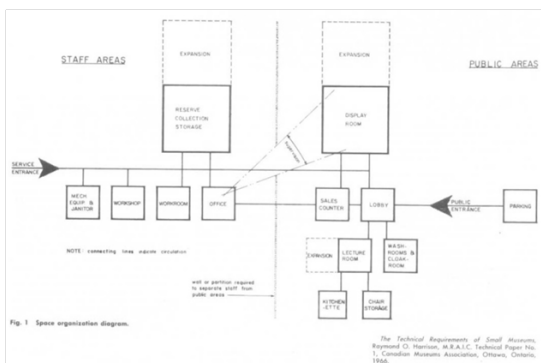 STAFF AREAS
PUBLIC AREAS
EXPANSION
EXPANSION
RESERVE
COLLECTION
STORAGE
DISPLAY
ROOM
SUPERVISION
SERVICE
ENTRANCE
MECH.
EQUIP. &
JANITOR
WORKSHOP
WORKROOM
OFFICE
SALES
COUNTER
LOBBY
PUBLIC
ENTRANCE
PARKING
NOTE: connecting lines indicate circulation
EXPANSION
LECTURE
ROOM
WASH-
ROOMS &
CLOAK-
ROOM
wall or partition required
to separate staff from
public areas
KITCHEN
-ETTE
CHAIR
STORAGE
Fig. 1 Space organization diagram.
The Technical Requirements of Small Museums,
Raymond O. Harrison, M.R.A.I.C. Technical Paper No.
1, Canadian Museums Association, Ottawa, Ontario,
1966.